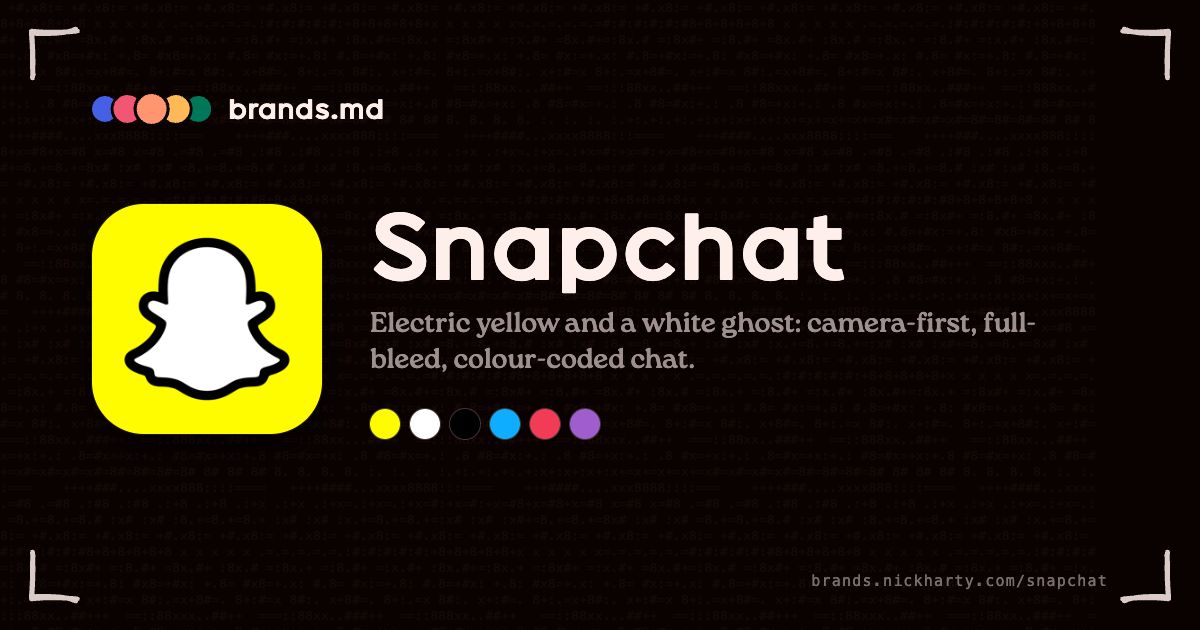 brands.md
Snapchat
Electric yellow and a white ghost: camera-first, full-
bleed, colour-coded chat.
brands.nickharty.com/snapchat